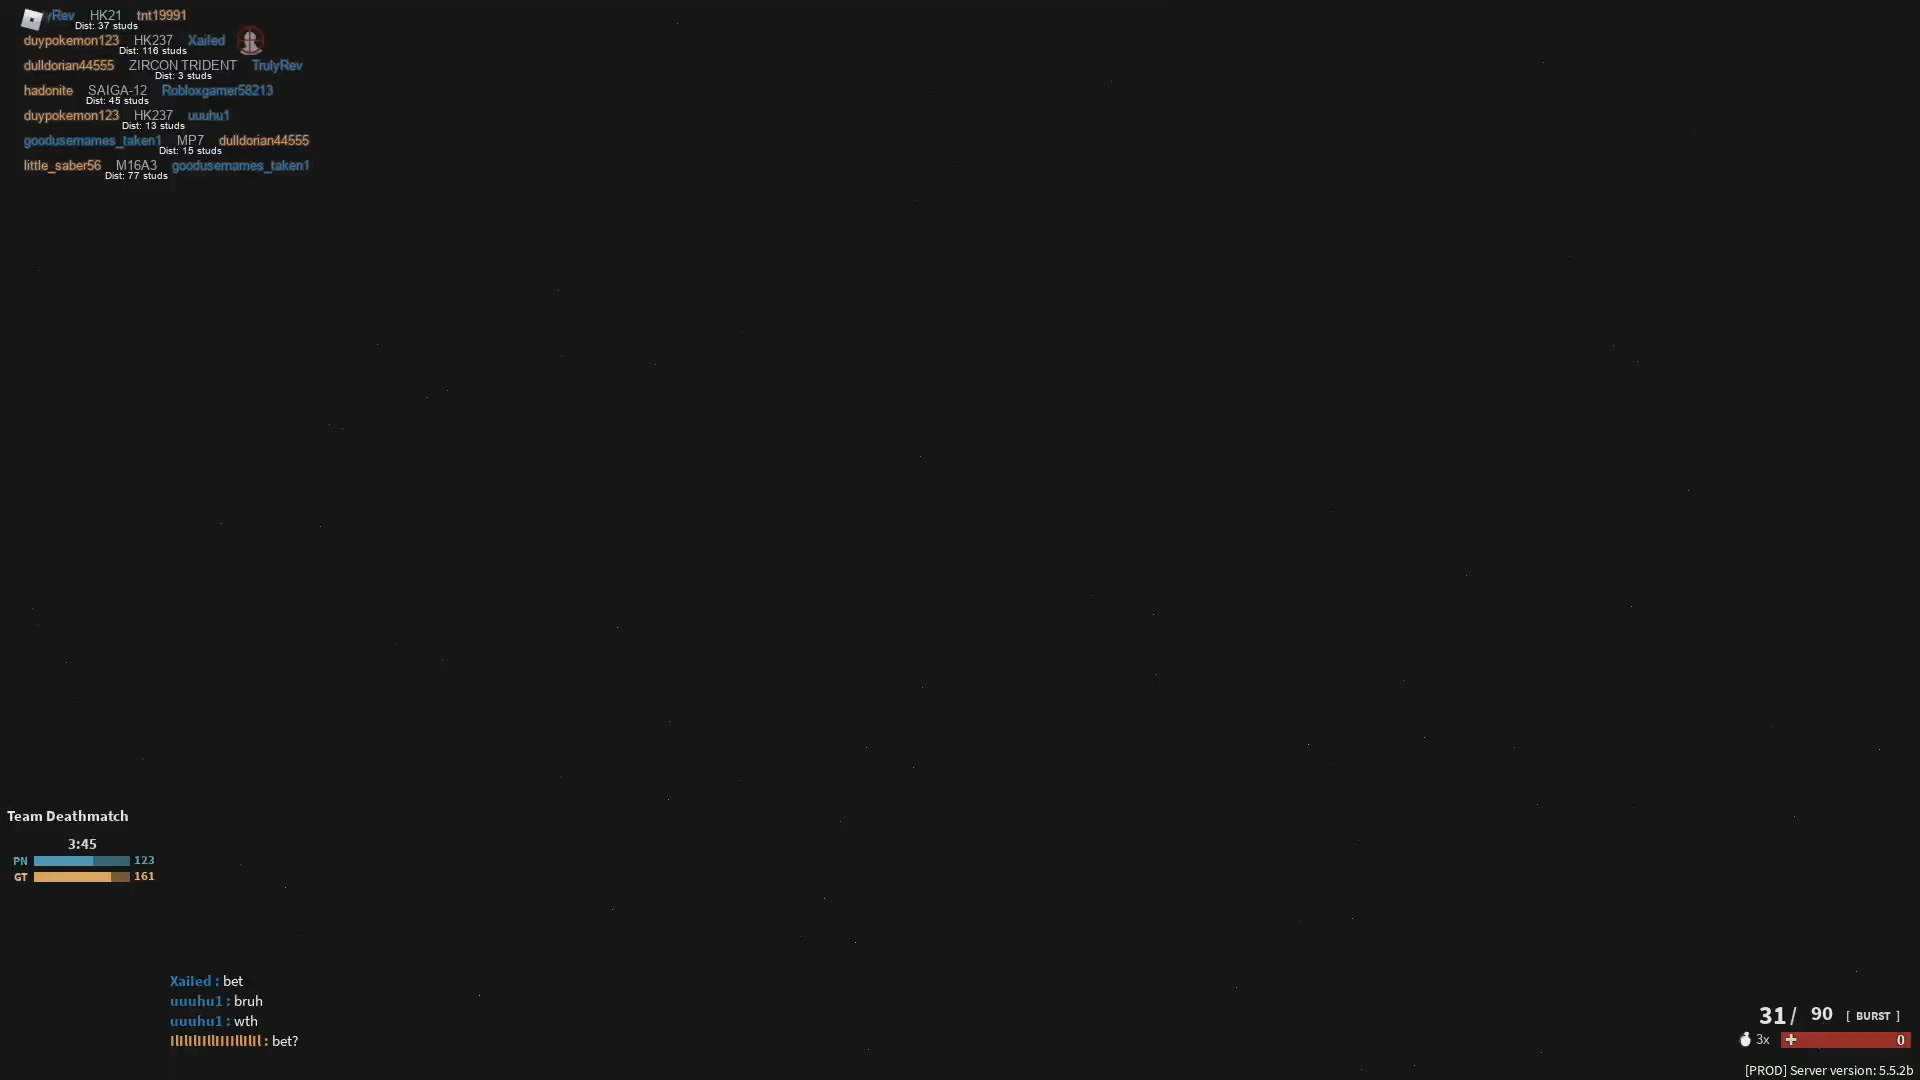 yRev HK21 tnt19991
Dist: 37 studs
duypokemon123 HK237 Xailed
Dist: 116 studs
dulldorian44555 ZIRCON TRIDENT TrulyRev
Dist: 3 studs
hadonite SAIGA-12 Robloxgamer58213
Dist: 45 studs
duypokemon123 HK237 uuuhu1
Dist: 13 studs
goodusernames_taken1 MP7 dulldorian44555
Dist: 15 studs
little_saber56 M16A3 goodusernames_taken1
Dist: 77 studs
Team Deathmatch
3:45
PN 123
GT 161
Xailed : bet
uuuhu1 : bruh
uuuhu1 : wth
: bet?
31 / 90 [ BURST ]
3x + 0
[PROD] Server version: 5.5.2b